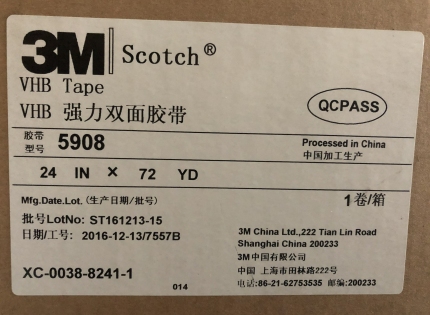 3M Scotch®
VHB Tape
VHB 强力双面胶带
QCPASS
胶带型号 5908
Processed in China
中国加工生产
24 IN × 72 YD
Mfg.Date.Lot. (生产日期/批号)
1卷/箱
批号LotNo: ST161213-15
日期/工号: 2016-12-13/7557B
3M China Ltd.,222 Tian Lin Road
Shanghai China 200233
3M中国有限公司
中国 上海市田林路222号
电话:86-21-62753535 邮编:200233
XC-0038-8241-1
014